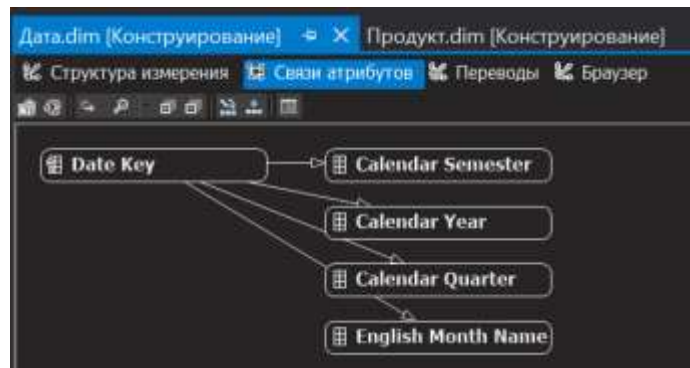 Дата.dim [Конструирование] Продукт.dim [Конструирование]
Структура измерения Связи атрибутов Переводы Браузер
Date Key Calendar Semester
Calendar Year
Calendar Quarter
English Month Name